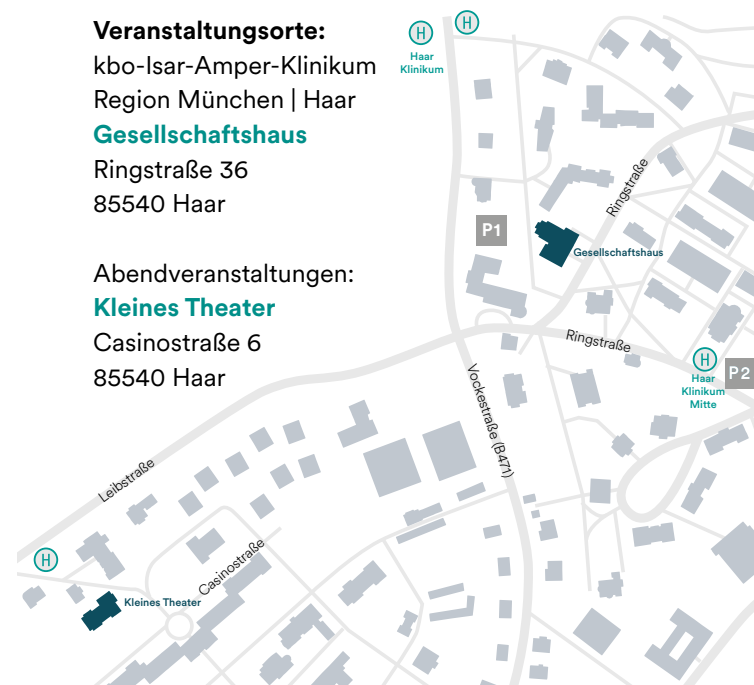 Veranstaltungsorte:
kbo-Isar-Amper-Klinikum
Region München | Haar
Gesellschaftshaus
Ringstraße 36
85540 Haar
Abendveranstaltungen:
Kleines Theater
Casinostraße 6
85540 Haar
H
H
Haar
Klinikum
Ringstraße
P1
Gesellschaftshaus
Ringstraße
H
Haar
Klinikum
Mitte
P2
Vockestraße (B471)
Leibstraße
H
Casinostraße
Kleines Theater